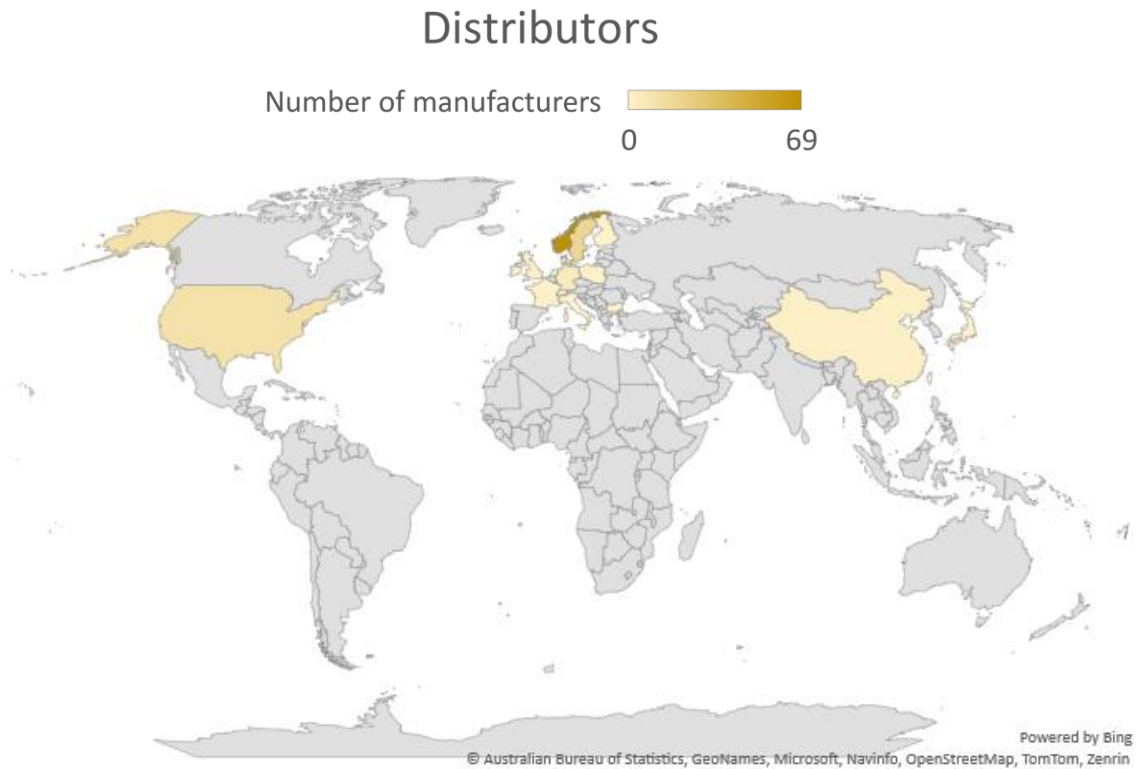 Distributors
Number of manufacturers
0 69
Powered by Bing
© Australian Bureau of Statistics, GeoNames, Microsoft, Navinfo, OpenStreetMap, TomTom, Zenrin